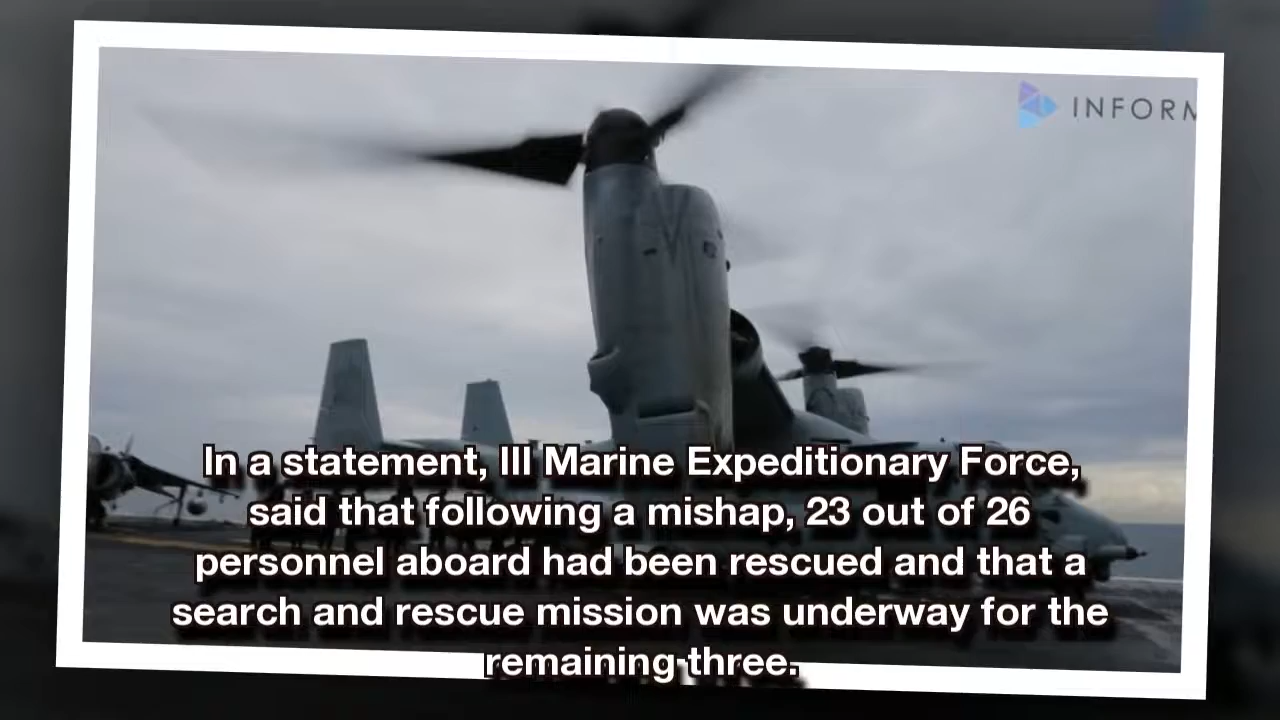 INFORM
In a statement, III Marine Expeditionary Force,
said that following a mishap, 23 out of 26
personnel aboard had been rescued and that a
search and rescue mission was underway for the
remaining three.